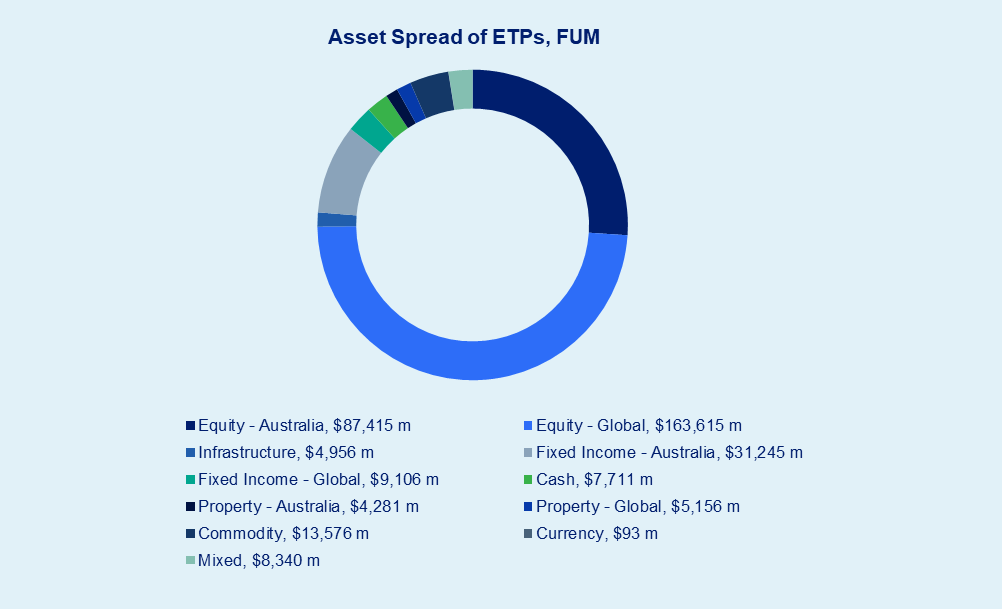 Asset Spread of ETPs, FUM
Equity - Australia, $87,415 m
Equity - Global, $163,615 m
Infrastructure, $4,956 m
Fixed Income - Australia, $31,245 m
Fixed Income - Global, $9,106 m
Cash, $7,711 m
Property - Australia, $4,281 m
Property - Global, $5,156 m
Commodity, $13,576 m
Currency, $93 m
Mixed, $8,340 m